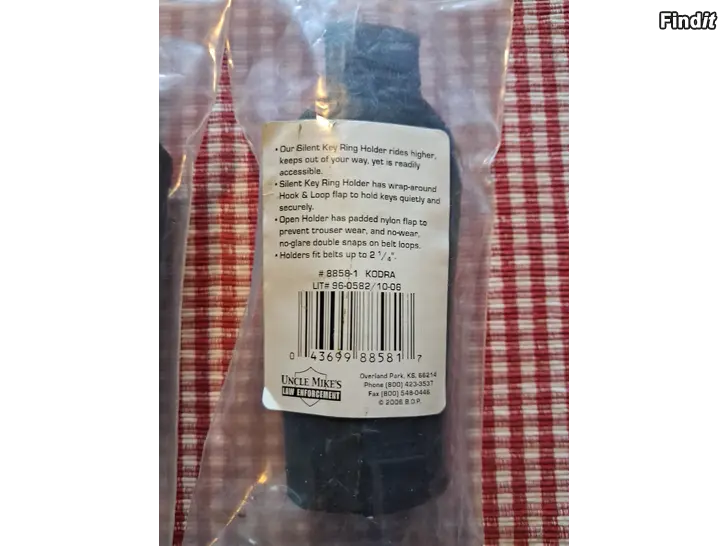 Findit
• Our Silent Key Ring Holder rides higher,
keeps out of your way, yet is readily
accessible.
• Silent Key Ring Holder has wrap-around
Hook & Loop flap to hold keys quietly and
securely.
• Open Holder has padded nylon flap to
prevent trouser wear, and no-wear,
no-glare double snaps on belt loops.
• Holders fit belts up to 2 1/4".
# 8858-1 KODRA
LIT# 96-0582/10-06
0 43699 88581 7
UNCLE MIKE'S
LAW ENFORCEMENT
Overland Park, KS, 66214
Phone (800) 423-3537
Fax (800) 548-0446
© 2006 B.O.P.